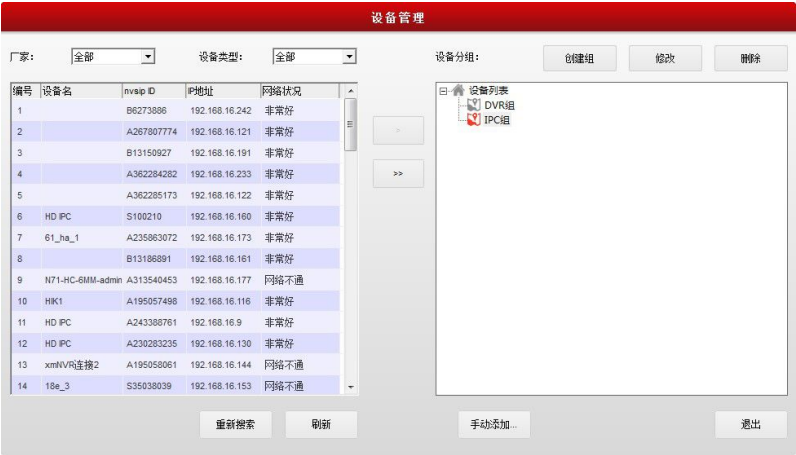 设备管理
厂家: 全部 设备类型: 全部 设备分组: 创建组 修改 删除
编号 设备名 nvsip ID IP地址 网络状况
1 B6273886 192.168.16.242 非常好
2 A267807774 192.168.16.121 非常好
3 B13150927 192.168.16.191 非常好
4 A362284282 192.168.16.233 非常好
5 A362285173 192.168.16.122 非常好
6 HD IPC S100210 192.168.16.160 非常好
7 61_ha_1 A235863072 192.168.16.173 非常好
8 B13186891 192.168.16.161 非常好
9 N71-HC-6MM-admin A313540453 192.168.16.177 网络不通
10 HIK1 A195057498 192.168.16.116 非常好
11 HD IPC A243388761 192.168.16.9 非常好
12 HD IPC A230283235 192.168.16.130 非常好
13 xmNVR连接2 A195058061 192.168.16.144 网络不通
14 18e_3 S35038039 192.168.16.153 网络不通
>
>>
设备列表
DVR组
IPC组
重新搜索 刷新 手动添加... 退出